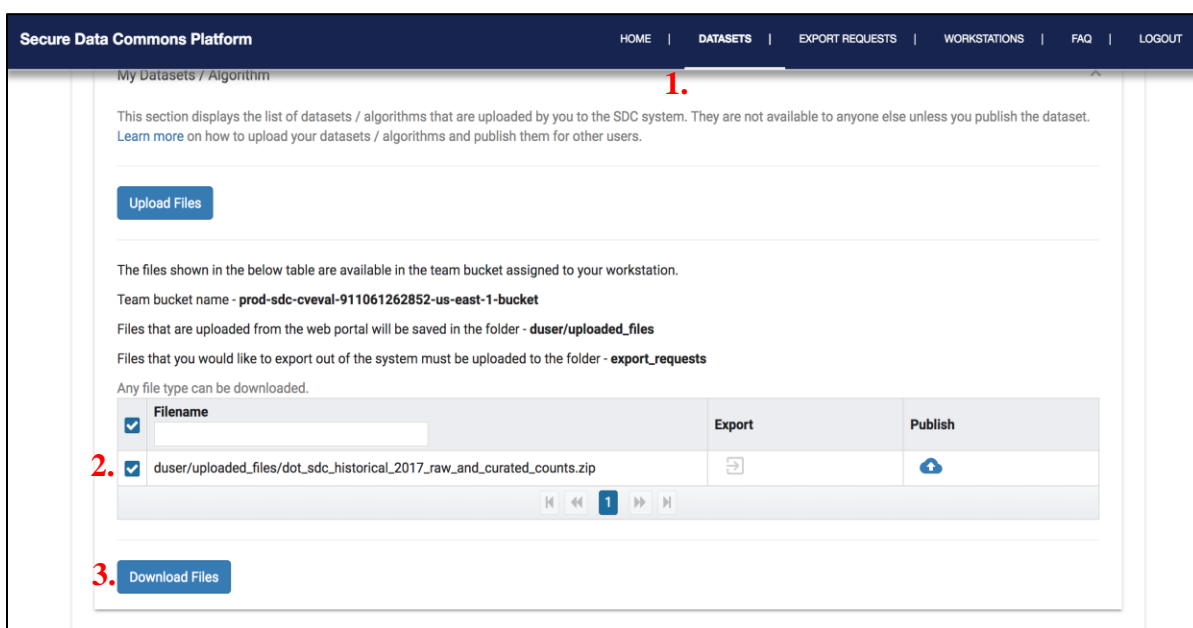 Secure Data Commons Platform HOME | DATASETS | EXPORT REQUESTS | WORKSTATIONS | FAQ | LOGOUT
My Datasets / Algorithm
1.
This section displays the list of datasets / algorithms that are uploaded by you to the SDC system. They are not available to anyone else unless you publish the dataset.
Learn more on how to upload your datasets / algorithms and publish them for other users.
Upload Files
The files shown in the below table are available in the team bucket assigned to your workstation.
Team bucket name - prod-sdc-cveval-911061262852-us-east-1-bucket
Files that are uploaded from the web portal will be saved in the folder - duser/uploaded_files
Files that you would like to export out of the system must be uploaded to the folder - export_requests
Any file type can be downloaded.
Filename Export Publish
2. duser/uploaded_files/dot_sdc_historical_2017_raw_and_curated_counts.zip
1
3. Download Files